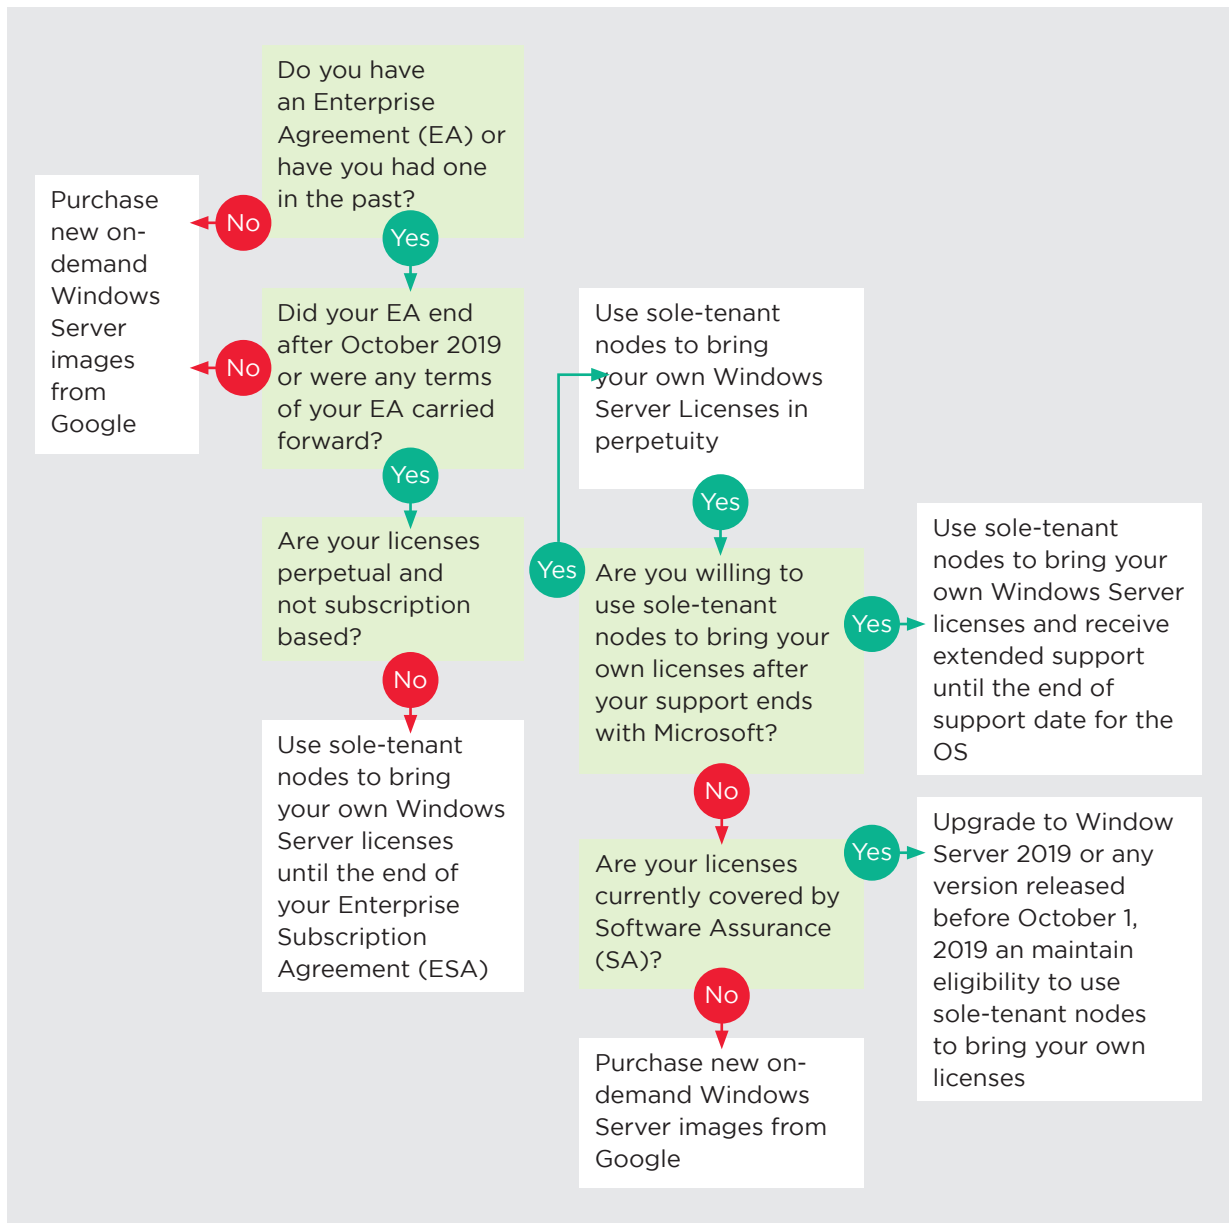 Do you have
an Enterprise
Agreement (EA) or
have you had one
in the past?
No
Yes
Purchase
new on-
demand
Windows
Server
images
from
Google
Did your EA end
after October 2019
or were any terms
of your EA carried
forward?
No
Yes
Are your licenses
perpetual and
not subscription
based?
Yes
No
Use sole-tenant
nodes to bring
your own Windows
Server licenses
until the end of
your Enterprise
Subscription
Agreement (ESA)
Use sole-tenant
nodes to bring
your own Windows
Server Licenses in
perpetuity
Yes
Are you willing to
use sole-tenant
nodes to bring your
own licenses after
your support ends
with Microsoft?
Yes
No
Use sole-tenant
nodes to bring your
own Windows Server
licenses and receive
extended support
until the end of
support date for the
OS
Are your licenses
currently covered by
Software Assurance
(SA)?
Yes
No
Upgrade to Window
Server 2019 or any
version released
before October 1,
2019 an maintain
eligibility to use
sole-tenant nodes
to bring your own
licenses
Purchase new on-
demand Windows
Server images from
Google